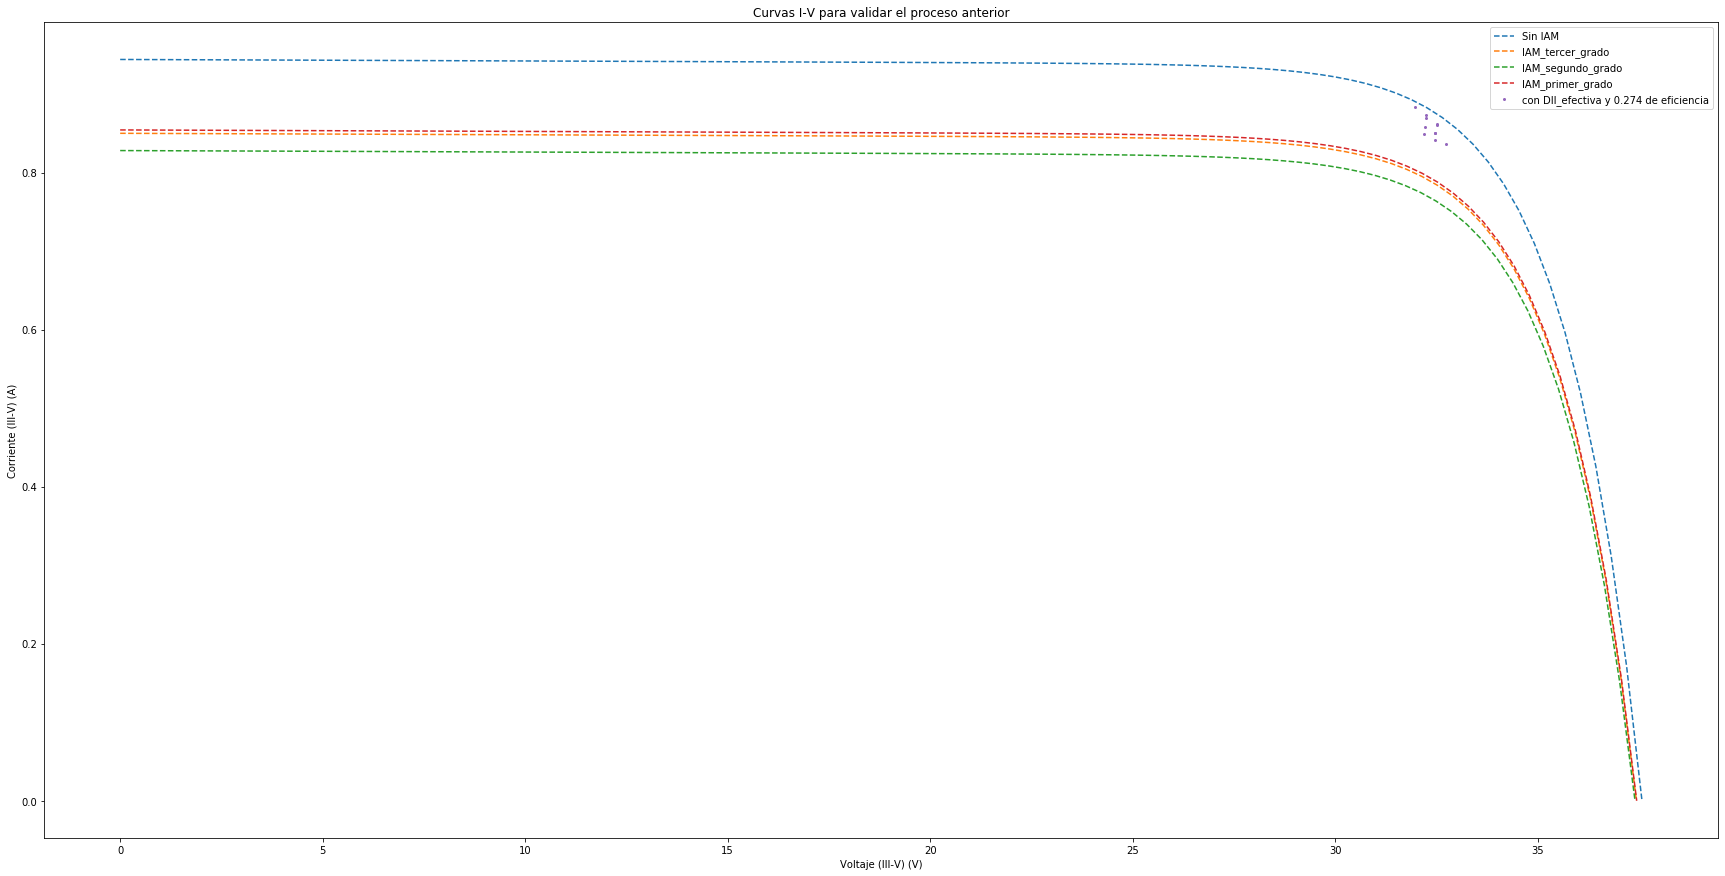 Curvas I-V para validar el proceso anterior
Sin IAM
IAM_tercer_grado
IAM_segundo_grado
IAM_primer_grado
con DII_efectiva y 0.274 de eficiencia
Corriente (III-V) (A)
0.8
0.6
0.4
0.2
0.0
0
5
10
15
20
25
30
35
Voltaje (III-V) (V)